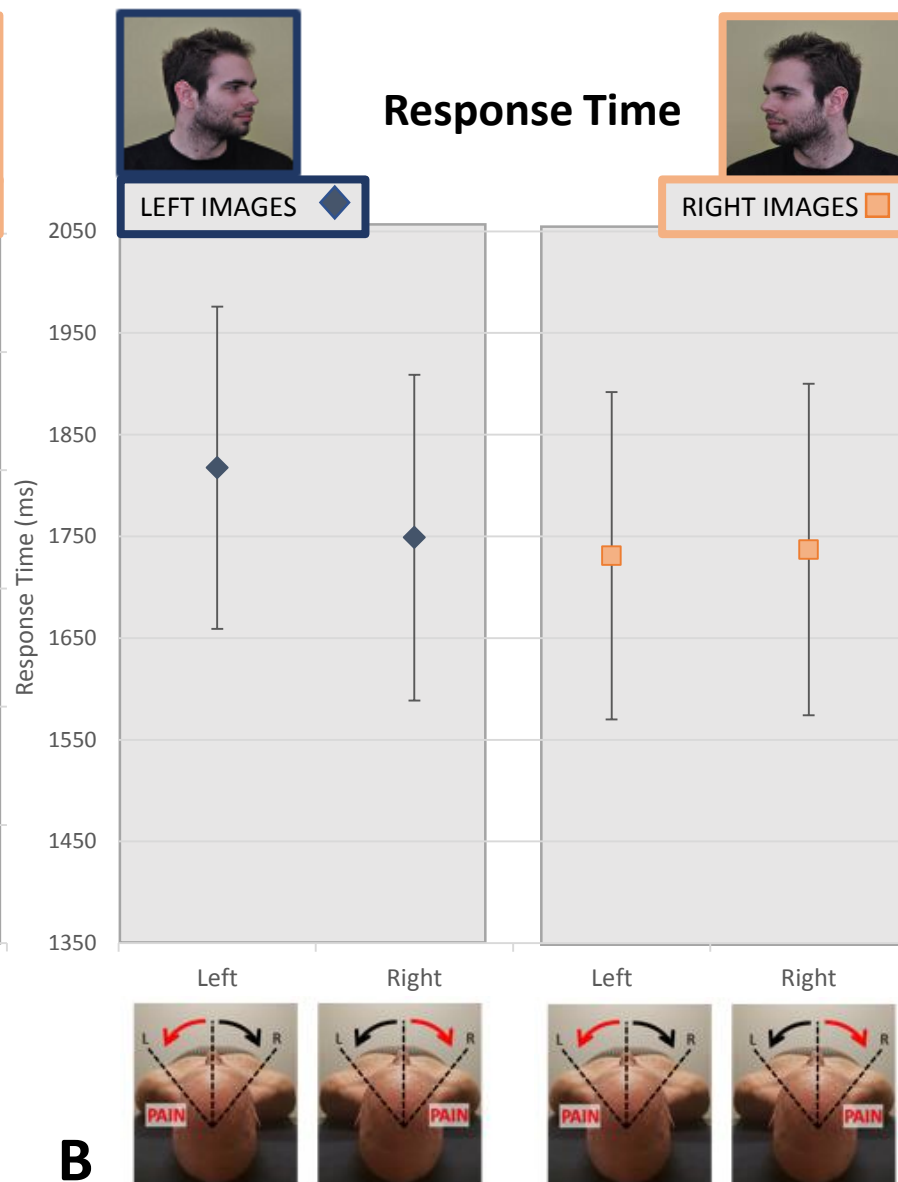 Response Time
LEFT IMAGES
RIGHT IMAGES
2050
1950
1850
1750
1650
1550
1450
1350
Response Time (ms)
Left Right Left Right
L R L R L R L R
PAIN PAIN PAIN PAIN
B